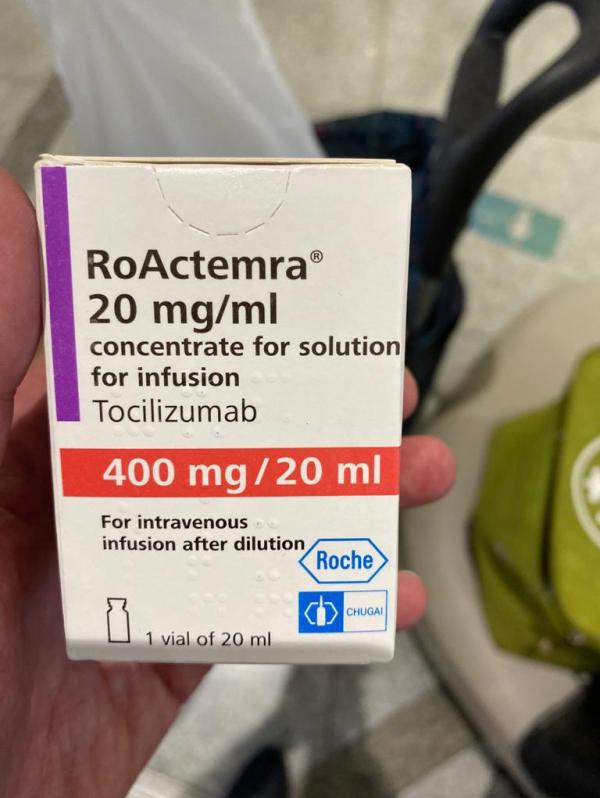 RoActemra®
20 mg/ml
concentrate for solution
for infusion
Tocilizumab
400 mg/20 ml
For intravenous
infusion after dilution
Roche
CHUGAI
1 vial of 20 ml